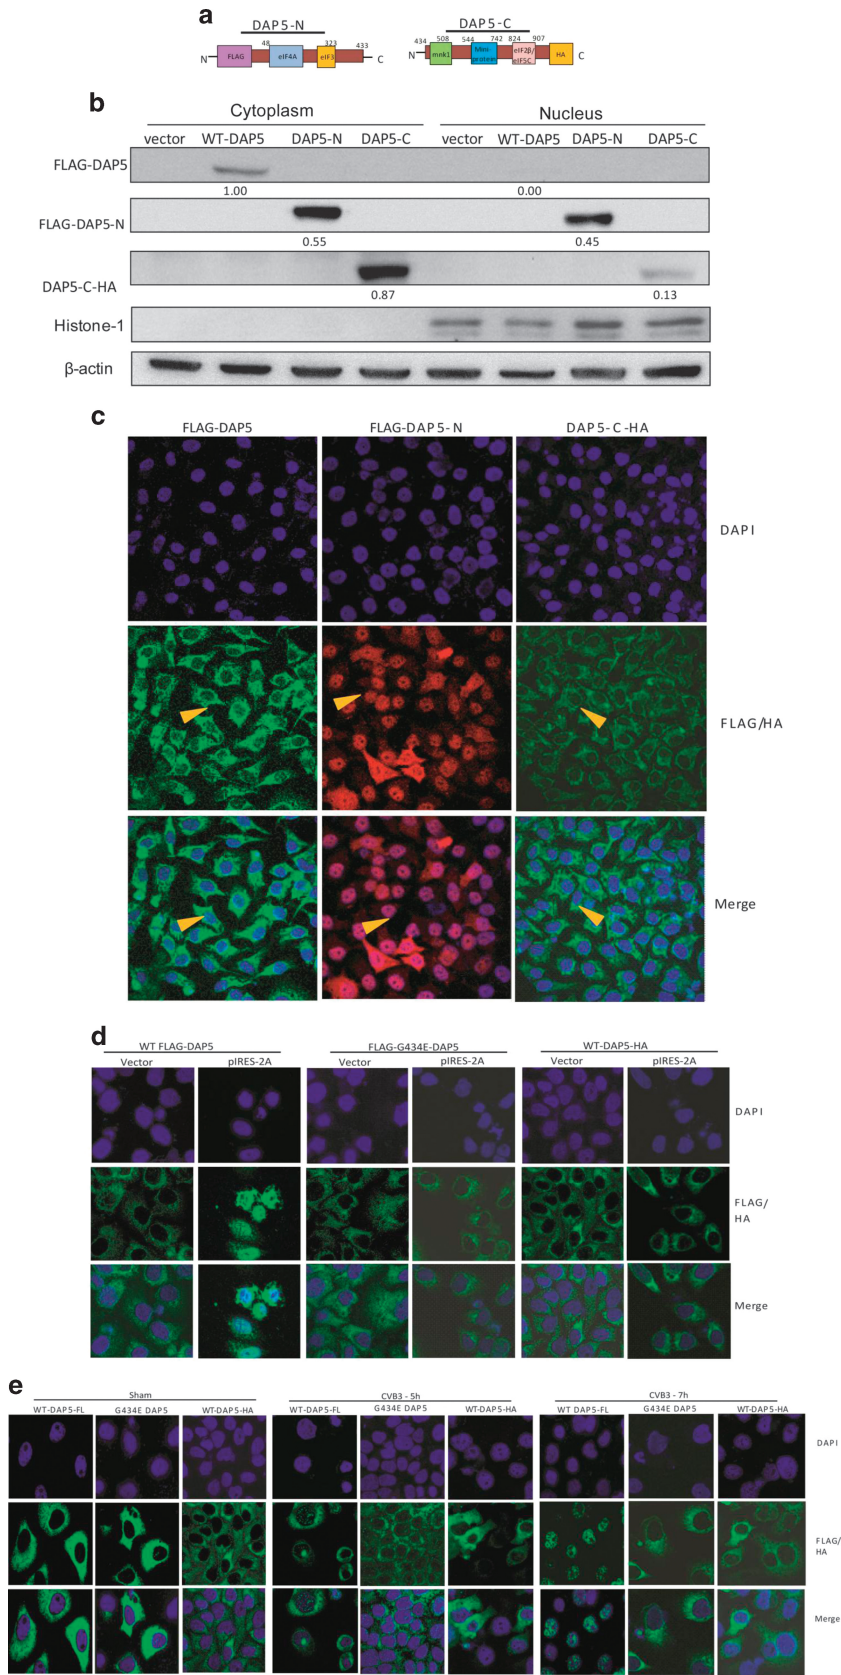 a
DAP5-N DAP5-C
48 323 433 434 508 544 742 824 907
N FLAG eIF4A eIF3 C N mnk1 Mini-protein eIF2β/eIF5C HA C
b
Cytoplasm Nucleus
vector WT-DAP5 DAP5-N DAP5-C vector WT-DAP5 DAP5-N DAP5-C
FLAG-DAP5
1.00 0.00
FLAG-DAP5-N
0.55 0.45
DAP5-C-HA
0.87 0.13
Histone-1
β-actin
c
FLAG-DAP5 FLAG-DAP5-N DAP5-C-HA
DAPI
FLAG/HA
Merge
d
WT FLAG-DAP5 FLAG-G434E-DAP5 WT-DAP5-HA
Vector pIRES-2A Vector pIRES-2A Vector pIRES-2A
DAPI
FLAG/
HA
Merge
e
Sham CVB3 - 5h CVB3 - 7h
WT-DAP5-FL G434E DAP5 WT-DAP5-HA WT-DAP5-FL G434E DAP5 WT-DAP5-HA WT DAP5-FL G434E DAP5 WT-DAP5-HA
DAPI
FLAG/
HA
Merge